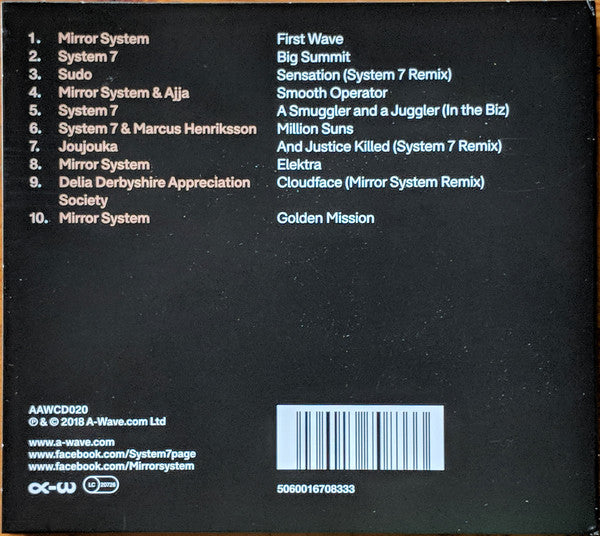 1. Mirror System First Wave
2. System 7 Big Summit
3. Sudo Sensation (System 7 Remix)
4. Mirror System & Ajja Smooth Operator
5. System 7 A Smuggler and a Juggler (In the Biz)
6. System 7 & Marcus Henriksson Million Suns
7. Joujouka And Justice Killed (System 7 Remix)
8. Mirror System Elektra
9. Delia Derbyshire Appreciation Cloudface (Mirror System Remix)
Society
10. Mirror System Golden Mission
AAWCD020
℗ & © 2018 A-Wave.com Ltd
www.a-wave.com
www.facebook.com/System7page
www.facebook.com/Mirrorsystem
α-ω LC 20726
5060016708333